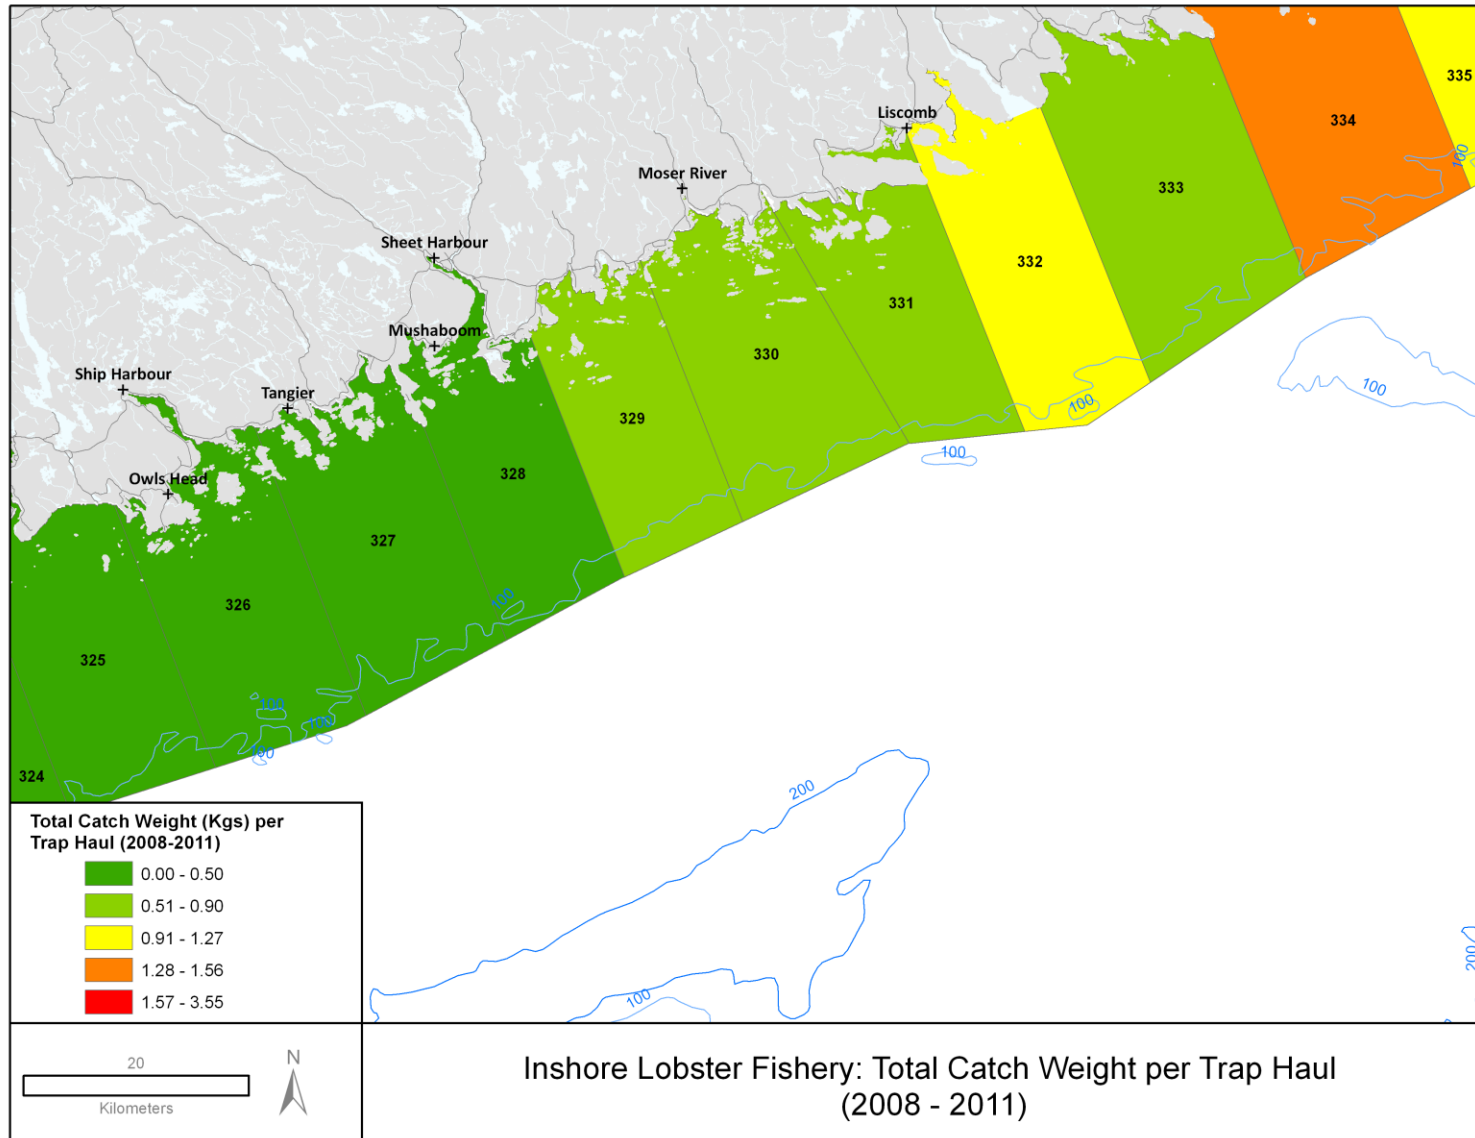 335
334
Liscomb
100
Moser River
333
Sheet Harbour
332
331
Mushaboom
330
Ship Harbour
100
Tangier
100
329
100
Owls Head
328
327
100
326
325
100
100
100
324
200
Total Catch Weight (Kgs) per
Trap Haul (2008-2011)
0.00 - 0.50
0.51 - 0.90
0.91 - 1.27
1.28 - 1.56
1.57 - 3.55
200
100
20
Kilometers
N
Inshore Lobster Fishery: Total Catch Weight per Trap Haul
(2008 - 2011)